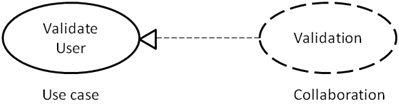 Validate
User
Validation
Use case
Collaboration